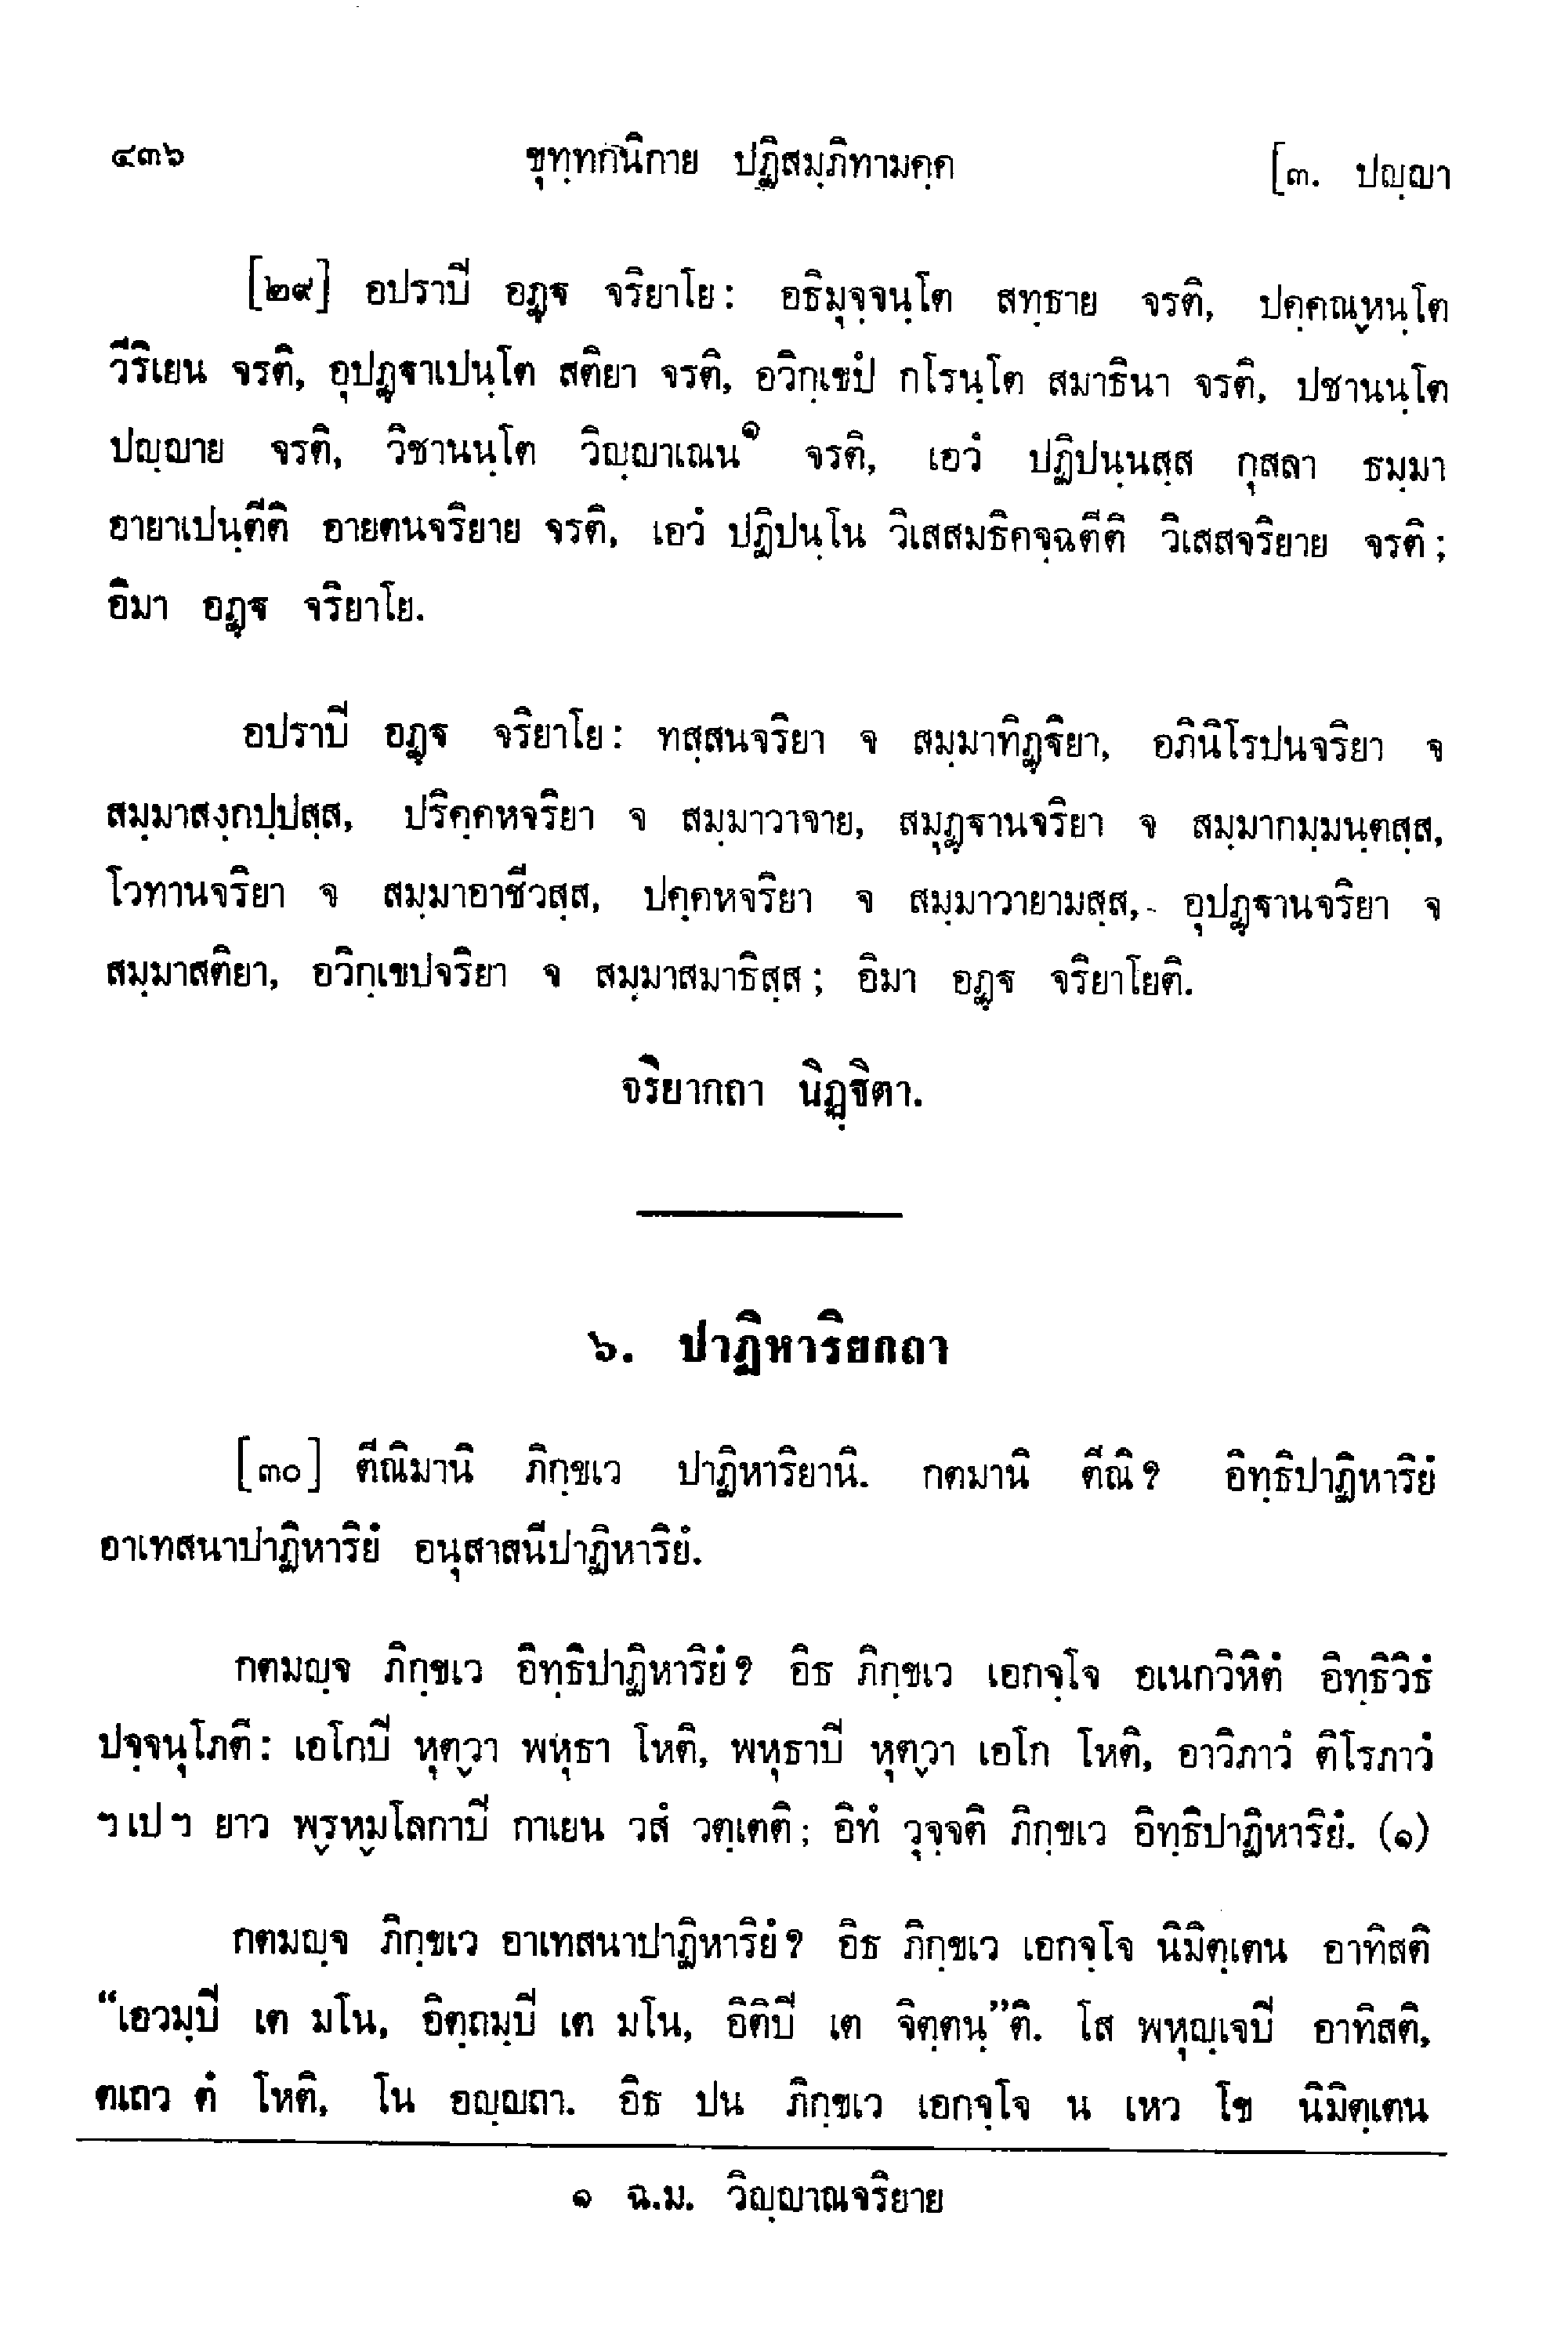 ๔๓๖ ขุทฺทกนิกาย ปฏิสมฺภิทามคฺค [๓. ปญฺญา
[๒๙] อปราปิ อฏฺฐ จริยาโย: อธิมุจฺจนฺโต สทฺธาย จรติ, ปคฺคณฺหนฺโต
วีริเยน จรติ, อุปฏฺฐาเปนฺโต สติยา จรติ, อวิกฺเขปํ กโรนฺโต สมาธินา จรติ, ปชานนฺโต
ปญฺญาย จรติ, วิชานนฺโต วิญฺญาเณน๑ จรติ, เอวํ ปฏิปนฺนสฺส กุสลา ธมฺมา
อายาเปนฺตีติ อายตนจริยาย จรติ, เอวํ ปฏิปนฺโน วิเสสมธิคจฺฉตีติ วิเสสจริยาย จรติ;
อิมา อฏฺฐ จริยาโย.
อปราปิ อฏฺฐ จริยาโย: ทสฺสนจริยา จ สมฺมาทิฏฺฐิยา, อภินิโรปนจริยา จ
สมฺมาสงฺกปฺปสฺส, ปริคฺคหจริยา จ สมฺมาวาจาย, สมุฏฺฐานจริยา จ สมฺมากมฺมนฺตสฺส,
โวทานจริยา จ สมฺมาอาชีวสฺส, ปคฺคหจริยา จ สมฺมาวายามสฺส, อุปฏฺฐานจริยา จ
สมฺมาสติยา, อวิกฺเขปจริยา จ สมฺมาสมาธิสฺส; อิมา อฏฺฐ จริยาโยติ.
จริยากถา นิฏฺฐิตา.
๖. ปาฏิหาริยกถา
[๓๐] ตีณิมานิ ภิกฺขเว ปาฏิหาริยานิ. กตมานิ ตีณิ? อิทฺธิปาฏิหาริยํ
อาเทสนาปาฏิหาริยํ อนุสาสนีปาฏิหาริยํ.
กตมญฺจ ภิกฺขเว อิทฺธิปาฏิหาริยํ? อิธ ภิกฺขเว เอกจฺโจ อเนกวิหิตํ อิทฺธิวิธํ
ปจฺจนุโภติ: เอโกปิ หุตฺวา พหุธา โหติ, พหุธาปิ หุตฺวา เอโก โหติ, อาวิภาวํ ติโรภาวํ
ฯเปฯ ยาว พฺรหฺมโลกาปิ กาเยน วสํ วตฺเตติ; อิทํ วุจฺจติ ภิกฺขเว อิทฺธิปาฏิหาริยํ. (๑)
กตมญฺจ ภิกฺขเว อาเทสนาปาฏิหาริยํ? อิธ ภิกฺขเว เอกจฺโจ นิมิตฺเตน อาทิสติ
“เอวมฺปิ เต มโน, อิตฺถมฺปิ เต มโน, อิติปิ เต จิตฺตนฺ”ติ. โส พหุญฺเจปิ อาทิสติ,
ตเถว ตํ โหติ, โน อญฺญถา. อิธ ปน ภิกฺขเว เอกจฺโจ น เหว โข นิมิตฺเตน
๑ ฉ.ม. วิญฺญาณจริยาย